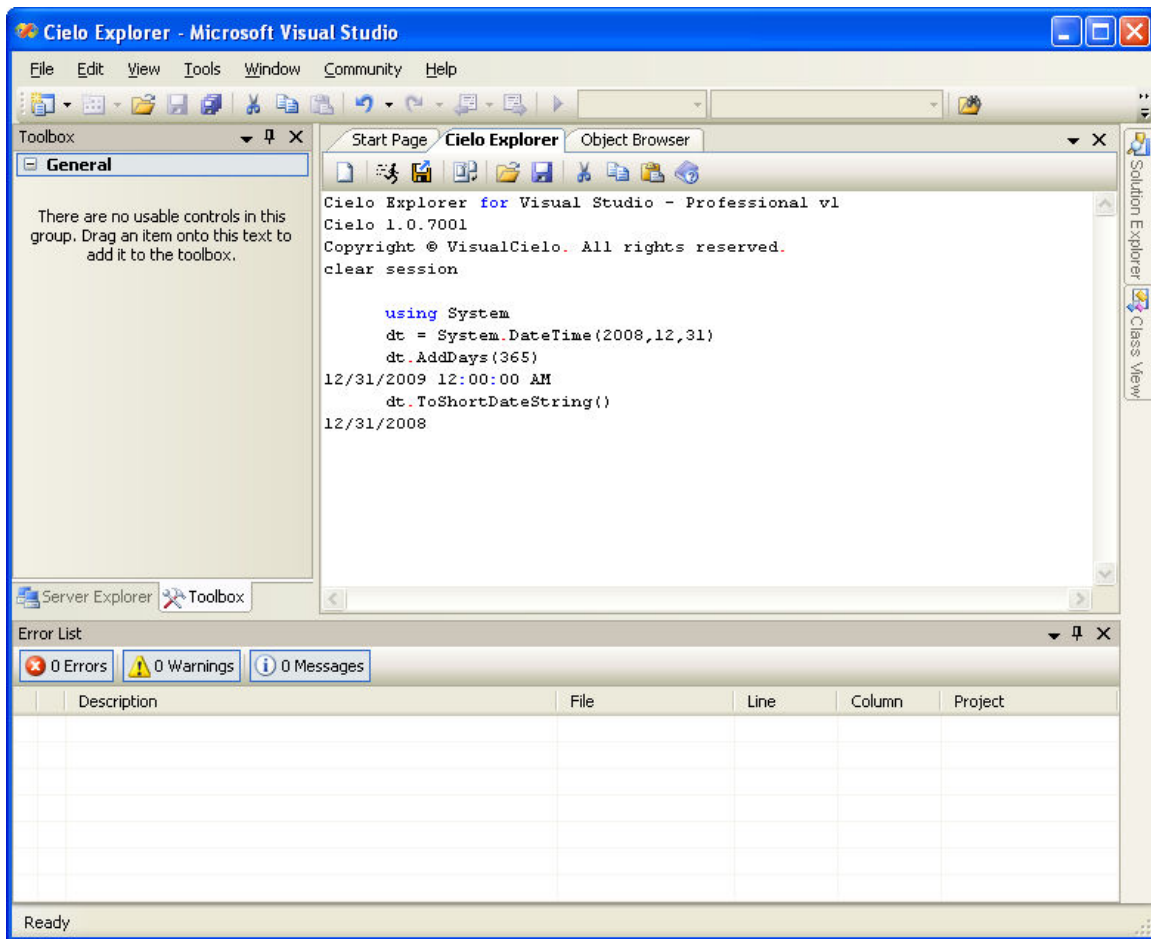 Cielo Explorer - Microsoft Visual Studio
File Edit View Tools Window Community Help
Toolbox
General
There are no usable controls in this
group. Drag an item onto this text to
add it to the toolbox.
Server Explorer Toolbox
Start Page Cielo Explorer Object Browser
Cielo Explorer for Visual Studio - Professional v1
Cielo 1.0.7001
Copyright © VisualCielo. All rights reserved.
clear session
using System
dt = System.DateTime(2008,12,31)
dt.AddDays(365)
12/31/2009 12:00:00 AM
dt.ToShortDateString()
12/31/2008
Solution Explorer
Class View
Error List
0 Errors 0 Warnings 0 Messages
Description File Line Column Project
Ready